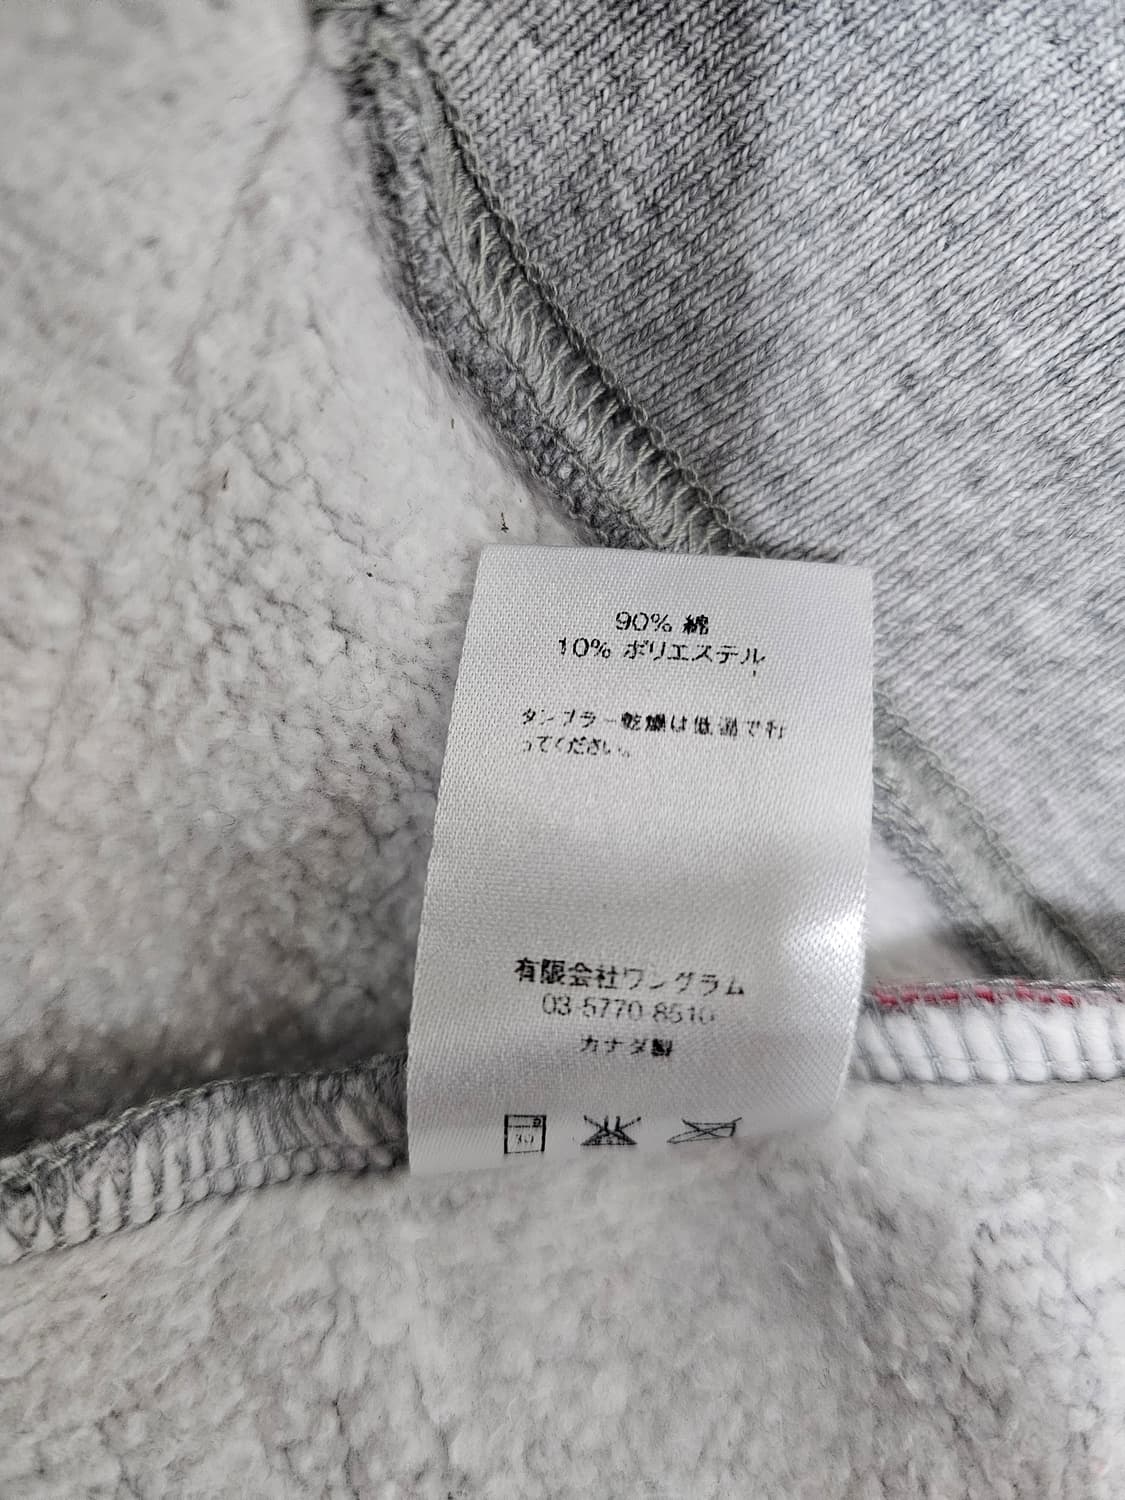 90% 綿
10% ポリエステル
タンブラー乾燥は低温で行
ってください。
有限会社ワングラム
03-5770-8510
カナダ製
30